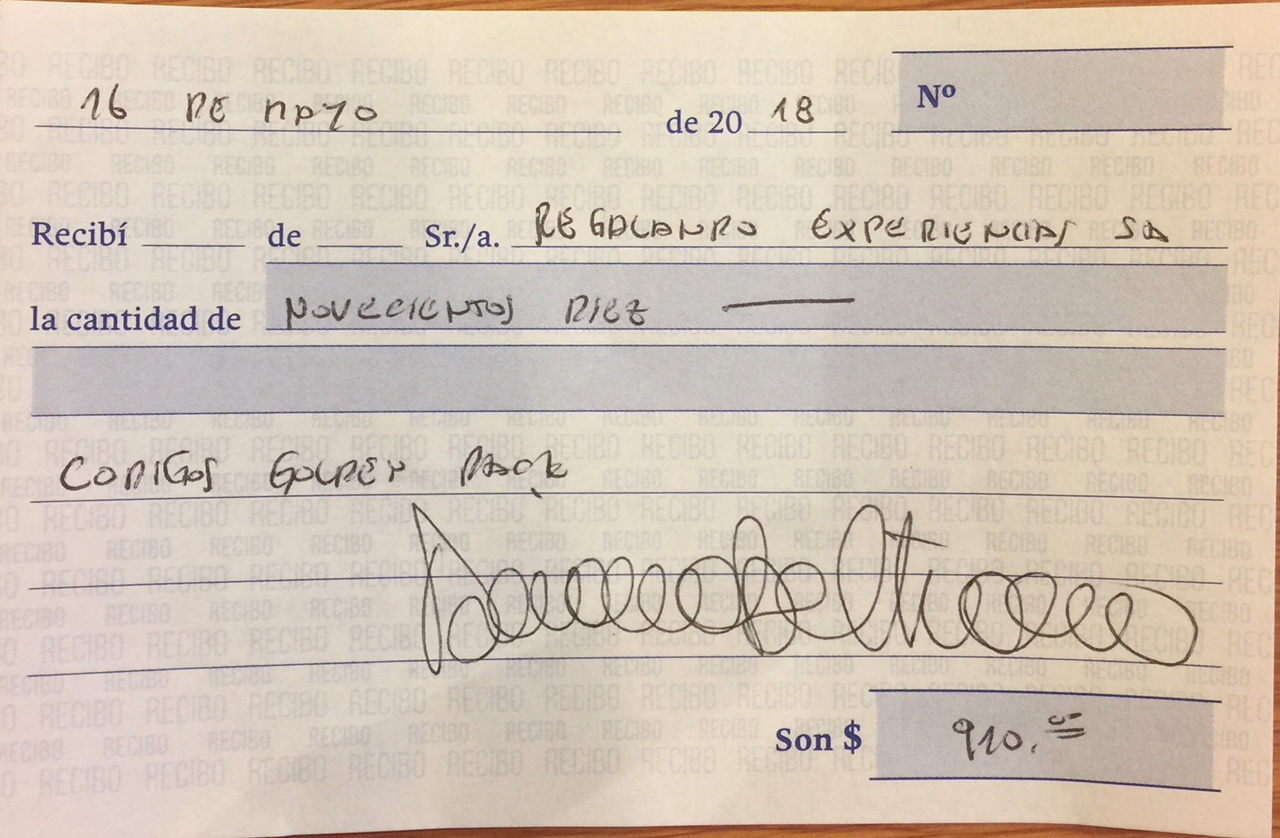 16 DE MAYO de 20 18 Nº
Recibí de Sr./a. REGALANDO EXPERIENCIAS SA
la cantidad de NOVECIENTOS DIEZ
CODIGOS GOLDEN PACK
Son $ 910.=